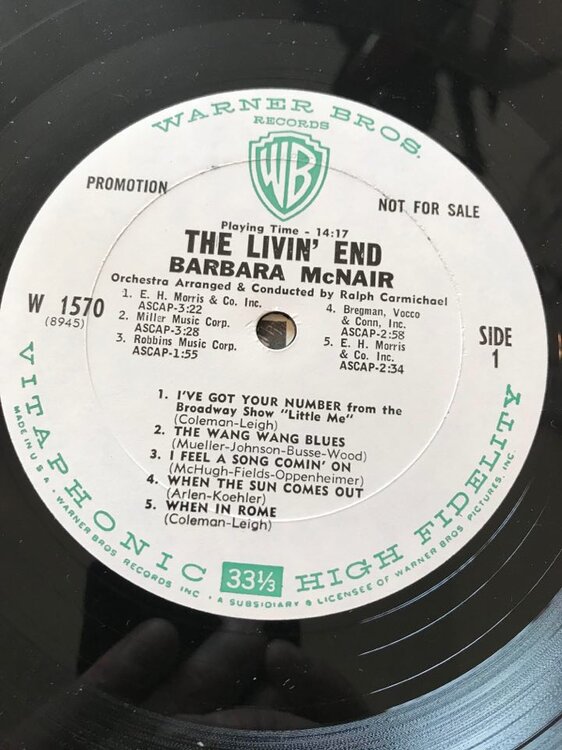 WARNER BROS.
RECORDS
WB
PROMOTION
NOT FOR SALE
Playing Time - 14:17
THE LIVIN' END
BARBARA McNAIR
Orchestra Arranged & Conducted by Ralph Carmichael
W 1570
(8945)
1. E. H. Morris & Co. Inc.
ASCAP-3:22
2. Miller Music Corp.
ASCAP-3:28
3. Robbins Music Corp.
ASCAP-1:55
4. Bregman, Vocco
& Conn, Inc.
ASCAP-2:58
5. E. H. Morris
& Co. Inc.
ASCAP-2:34
SIDE
1
1. I'VE GOT YOUR NUMBER from the
Broadway Show "Little Me"
(Coleman-Leigh)
2. THE WANG WANG BLUES
(Mueller-Johnson-Busse-Wood)
3. I FEEL A SONG COMIN' ON
(McHugh-Fields-Oppenheimer)
4. WHEN THE SUN COMES OUT
(Arlen-Koehler)
5. WHEN IN ROME
(Coleman-Leigh)
VITAPHONIC
33⅓
HIGH FIDELITY
MADE IN U.S.A. • WARNER BROS RECORDS INC • A SUBSIDIARY & LICENSEE OF WARNER BROS PICTURES, INC.